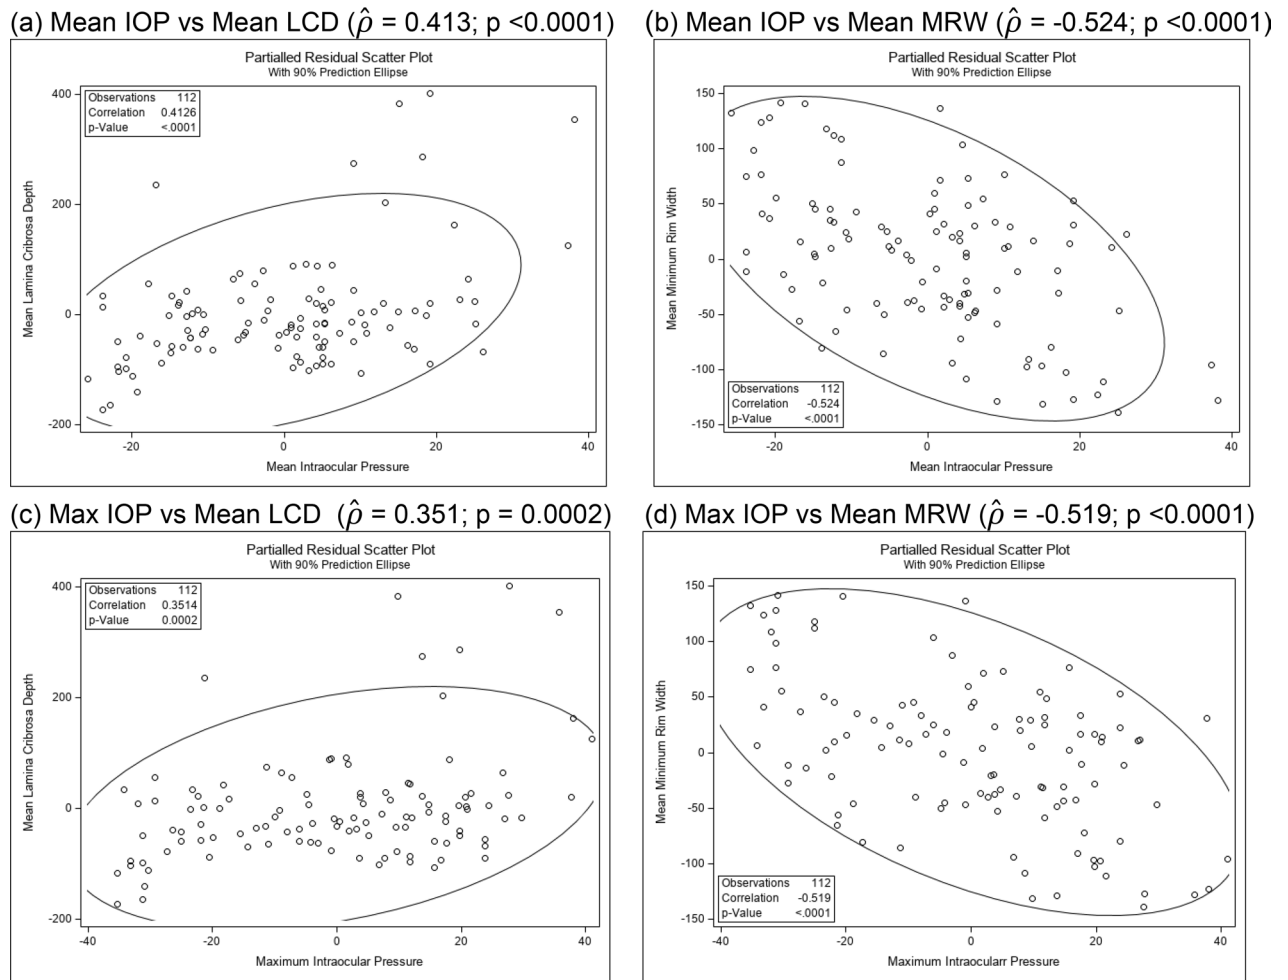 (a) Mean IOP vs Mean LCD (ρ̂ = 0.413; p <0.0001)
Partialled Residual Scatter Plot
With 90% Prediction Ellipse
Observations 112
Correlation 0.4126
p-Value <.0001
400
200
0
-200
Mean Lamina Cribrosa Depth
-20
0
20
40
Mean Intraocular Pressure
(b) Mean IOP vs Mean MRW (ρ̂ = -0.524; p <0.0001)
Partialled Residual Scatter Plot
With 90% Prediction Ellipse
150
100
50
0
-50
-100
-150
Mean Minimum Rim Width
Observations 112
Correlation -0.524
p-Value <.0001
-20
0
20
40
Mean Intraocular Pressure
(c) Max IOP vs Mean LCD (ρ̂ = 0.351; p = 0.0002)
Partialled Residual Scatter Plot
With 90% Prediction Ellipse
Observations 112
Correlation 0.3514
p-Value 0.0002
400
200
0
-200
Mean Lamina Cribrosa Depth
-40
-20
0
20
40
Maximum Intraocular Pressure
(d) Max IOP vs Mean MRW (ρ̂ = -0.519; p <0.0001)
Partialled Residual Scatter Plot
With 90% Prediction Ellipse
150
100
50
0
-50
-100
-150
Mean Minimum Rim Width
Observations 112
Correlation -0.519
p-Value <.0001
-40
-20
0
20
40
Maximum Intraocularr Pressure